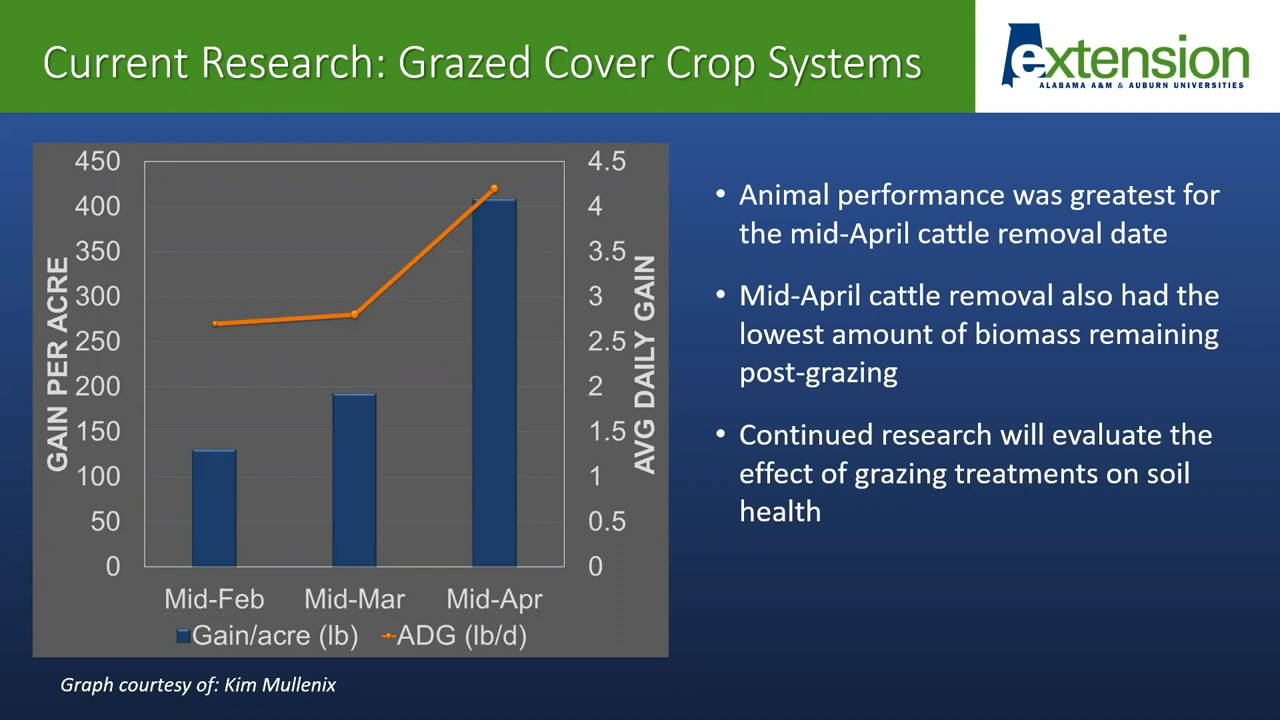 Current Research: Grazed Cover Crop Systems
extension
ALABAMA A&M & AUBURN UNIVERSITIES
GAIN PER ACRE
450
400
350
300
250
200
150
100
50
0
4.5
4
3.5
3
2.5
2
1.5
1
0.5
0
AVG DAILY GAIN
Mid-Feb Mid-Mar Mid-Apr
Gain/acre (lb) ADG (lb/d)
Graph courtesy of: Kim Mullenix
• Animal performance was greatest for
the mid-April cattle removal date
• Mid-April cattle removal also had the
lowest amount of biomass remaining
post-grazing
• Continued research will evaluate the
effect of grazing treatments on soil
health